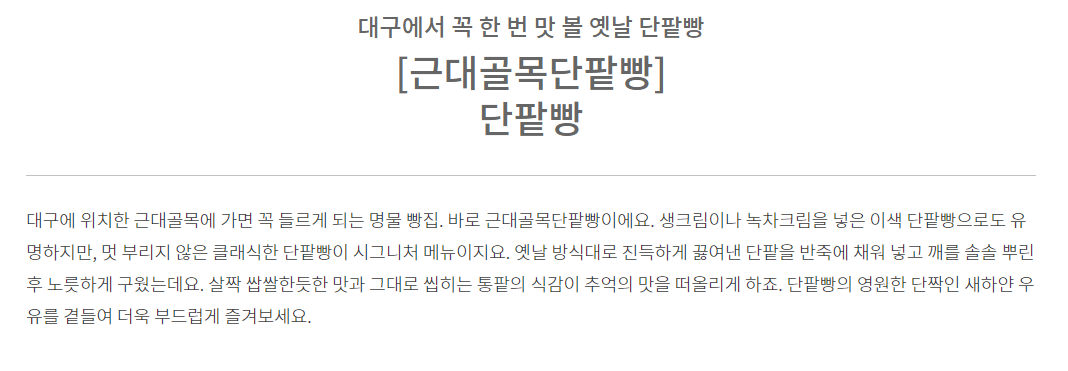 대구에서 꼭 한 번 맛 볼 옛날 단팥빵
[근대골목단팥빵]
단팥빵
대구에 위치한 근대골목에 가면 꼭 들르게 되는 명물 빵집. 바로 근대골목단팥빵이에요. 생크림이나 녹차크림을 넣은 이색 단팥빵으로도 유
명하지만, 멋 부리지 않은 클래식한 단팥빵이 시그니처 메뉴이지요. 옛날 방식대로 진득하게 끓여낸 단팥을 반죽에 채워 넣고 깨를 솔솔 뿌린
후 노릇하게 구웠는데요. 살짝 쌉쌀한듯한 맛과 그대로 씹히는 통팥의 식감이 추억의 맛을 떠올리게 하죠. 단팥빵의 영원한 단짝인 새하얀 우
유를 곁들여 더욱 부드럽게 즐겨보세요.